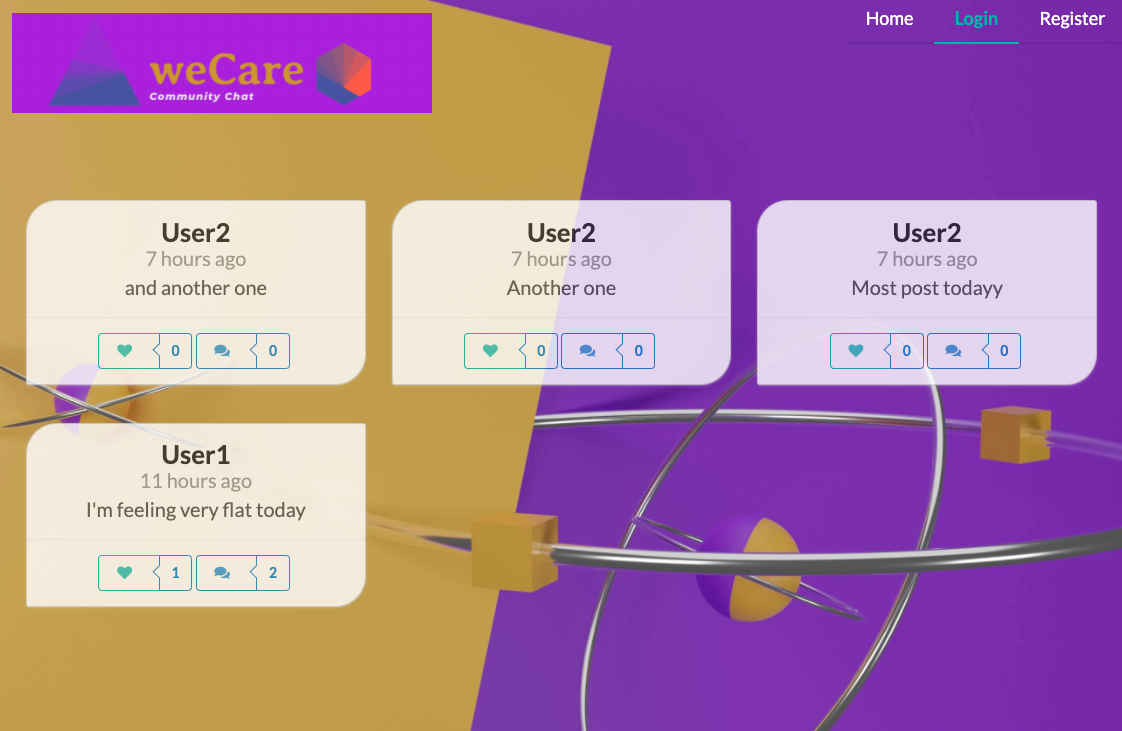 weCare
Community Chat
Home Login Register
User2
7 hours ago
and another one
0 0
User2
7 hours ago
Another one
0 0
User2
7 hours ago
Most post todayy
0 0
User1
11 hours ago
I'm feeling very flat today
1 2